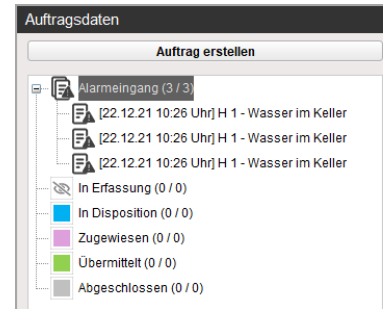 Auftragsdaten
Auftrag erstellen
Alarmeingang (3 / 3)
[22.12.21 10:26 Uhr] H 1 - Wasser im Keller
[22.12.21 10:26 Uhr] H 1 - Wasser im Keller
[22.12.21 10:26 Uhr] H 1 - Wasser im Keller
In Erfassung (0 / 0)
In Disposition (0 / 0)
Zugewiesen (0 / 0)
Übermittelt (0 / 0)
Abgeschlossen (0 / 0)